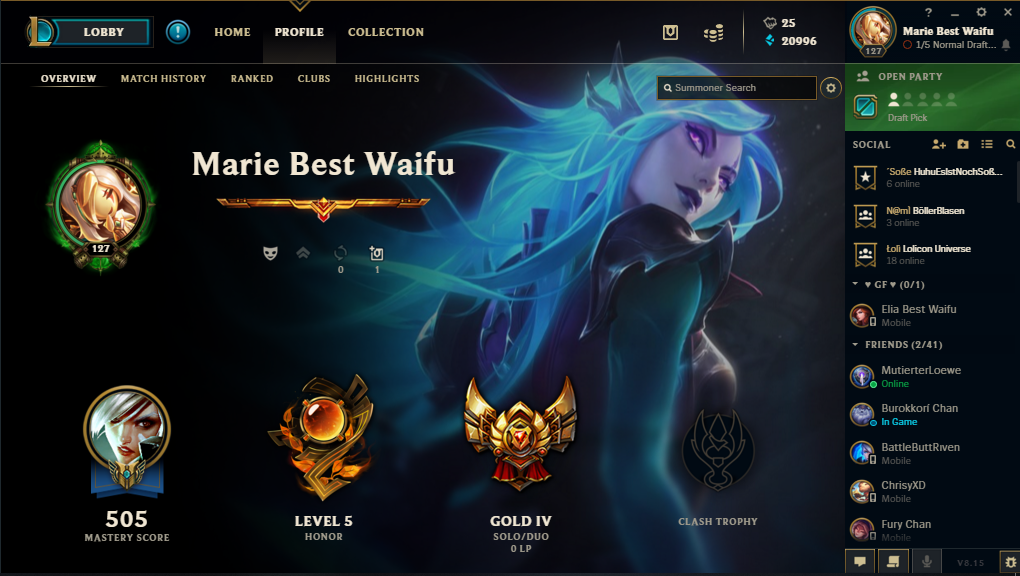 LOBBY
HOME
PROFILE
COLLECTION
25
20996
127
Marie Best Waifu
1/5 Normal Draft...
OVERVIEW
MATCH HISTORY
RANKED
CLUBS
HIGHLIGHTS
Summoner Search
OPEN PARTY
Draft Pick
SOCIAL
Marie Best Waifu
127
0
1
"Soße HuhuEsIstNochSoß...
6 online
N@m] BöllerBlasen
3 online
Łolì Lolicon Universe
18 online
♥ GF ♥ (0/1)
Elia Best Waifu
Mobile
FRIENDS (2/41)
MutierterLoewe
Online
Burokkorí Chan
In Game
BattleButtRıven
Mobile
ChrisyXD
Mobile
Fury Chan
Mobile
505
MASTERY SCORE
LEVEL 5
HONOR
GOLD IV
SOLO/DUO
0 LP
CLASH TROPHY
V8.15